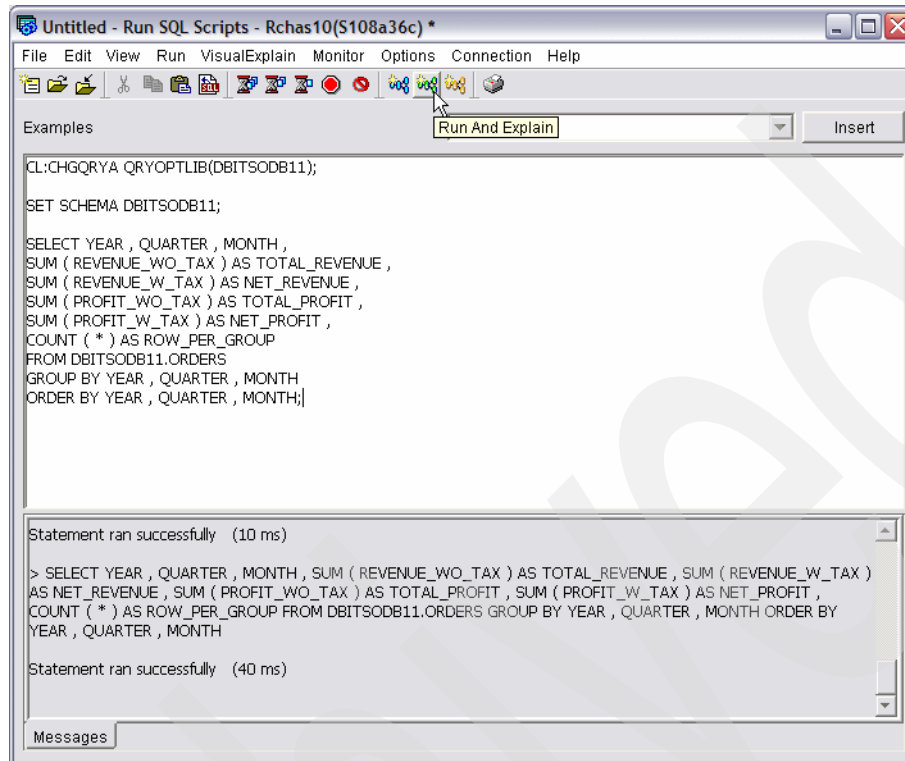 Untitled - Run SQL Scripts - Rchas10(S108a36c) *
File Edit View Run VisualExplain Monitor Options Connection Help
Examples
Run And Explain
Insert
CL:CHGQRYA QRYOPTLIB(DBITSODB11);
SET SCHEMA DBITSODB11;
SELECT YEAR , QUARTER , MONTH ,
SUM ( REVENUE_WO_TAX ) AS TOTAL_REVENUE ,
SUM ( REVENUE_W_TAX ) AS NET_REVENUE ,
SUM ( PROFIT_WO_TAX ) AS TOTAL_PROFIT ,
SUM ( PROFIT_W_TAX ) AS NET_PROFIT ,
COUNT ( * ) AS ROW_PER_GROUP
FROM DBITSODB11.ORDERS
GROUP BY YEAR , QUARTER , MONTH
ORDER BY YEAR , QUARTER , MONTH;
Statement ran successfully (10 ms)
> SELECT YEAR , QUARTER , MONTH , SUM ( REVENUE_WO_TAX ) AS TOTAL_REVENUE , SUM ( REVENUE_W_TAX )
AS NET_REVENUE , SUM ( PROFIT_WO_TAX ) AS TOTAL_PROFIT , SUM ( PROFIT_W_TAX ) AS NET_PROFIT ,
COUNT ( * ) AS ROW_PER_GROUP FROM DBITSODB11.ORDERS GROUP BY YEAR , QUARTER , MONTH ORDER BY
YEAR , QUARTER , MONTH
Statement ran successfully (40 ms)
Messages